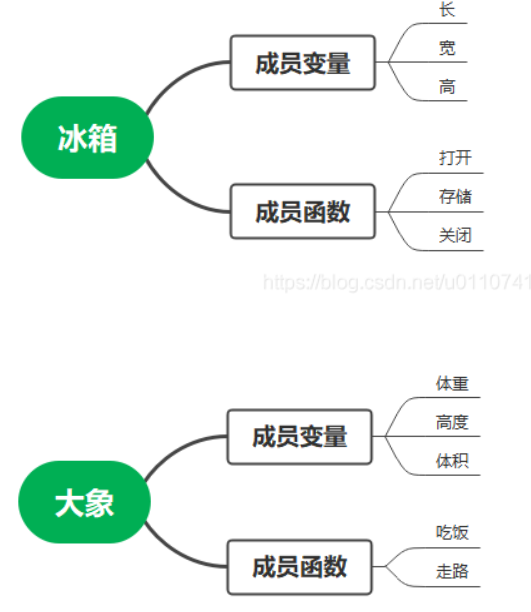 冰箱
成员变量
长
宽
高
成员函数
打开
存储
关闭
https://blog.csdn.net/u0110741
大象
成员变量
体重
高度
体积
成员函数
吃饭
走路